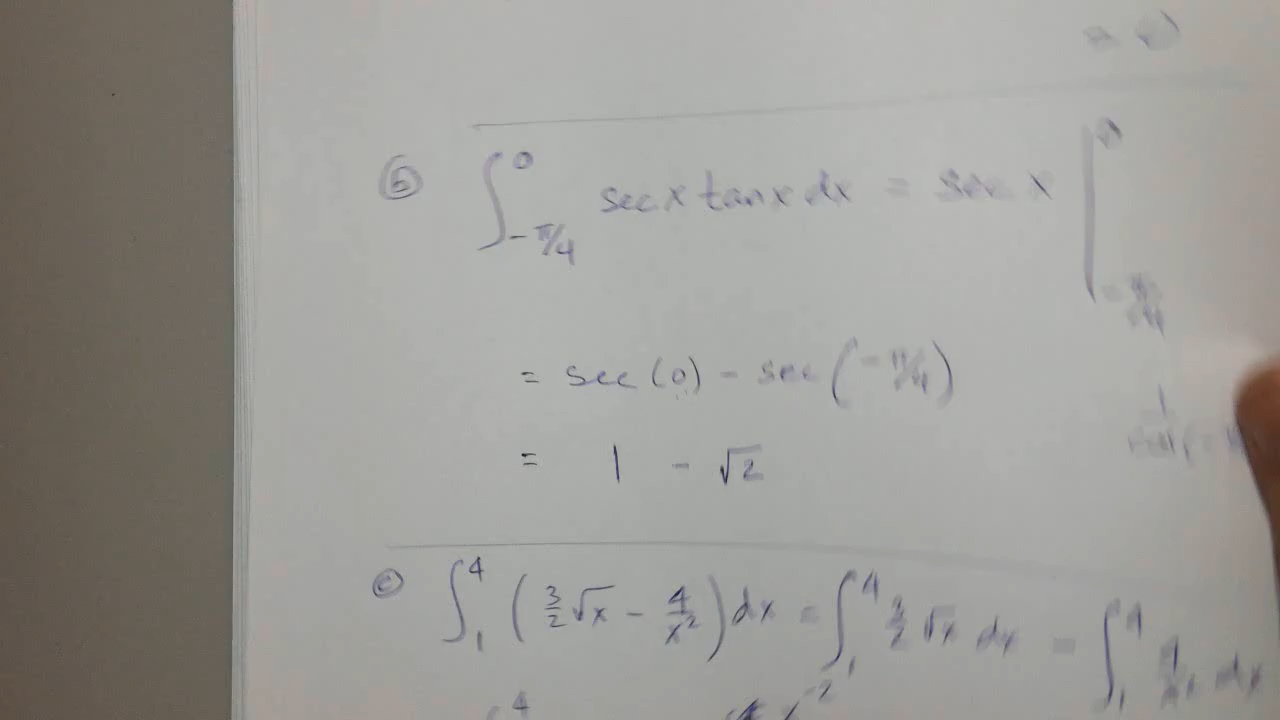 (b) ∫_{-π/4}^{0} sec x tan x dx = sec x |_{-π/4}^{0}
= sec(0) - sec(-π/4)
= 1 - √2
(c) ∫_1^4 (3/2 √x - 4/x²) dx = ∫_1^4 3/2 √x dx = ∫_1^4 4/x² dx